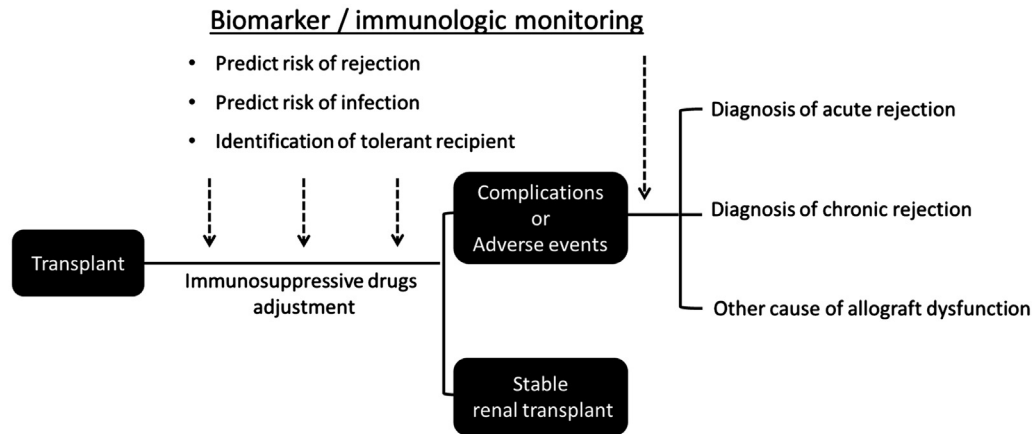 Biomarker / immunologic monitoring
• Predict risk of rejection
• Predict risk of infection
• Identification of tolerant recipient
Transplant
Immunosuppressive drugs
adjustment
Complications
or
Adverse events
Stable
renal transplant
Diagnosis of acute rejection
Diagnosis of chronic rejection
Other cause of allograft dysfunction